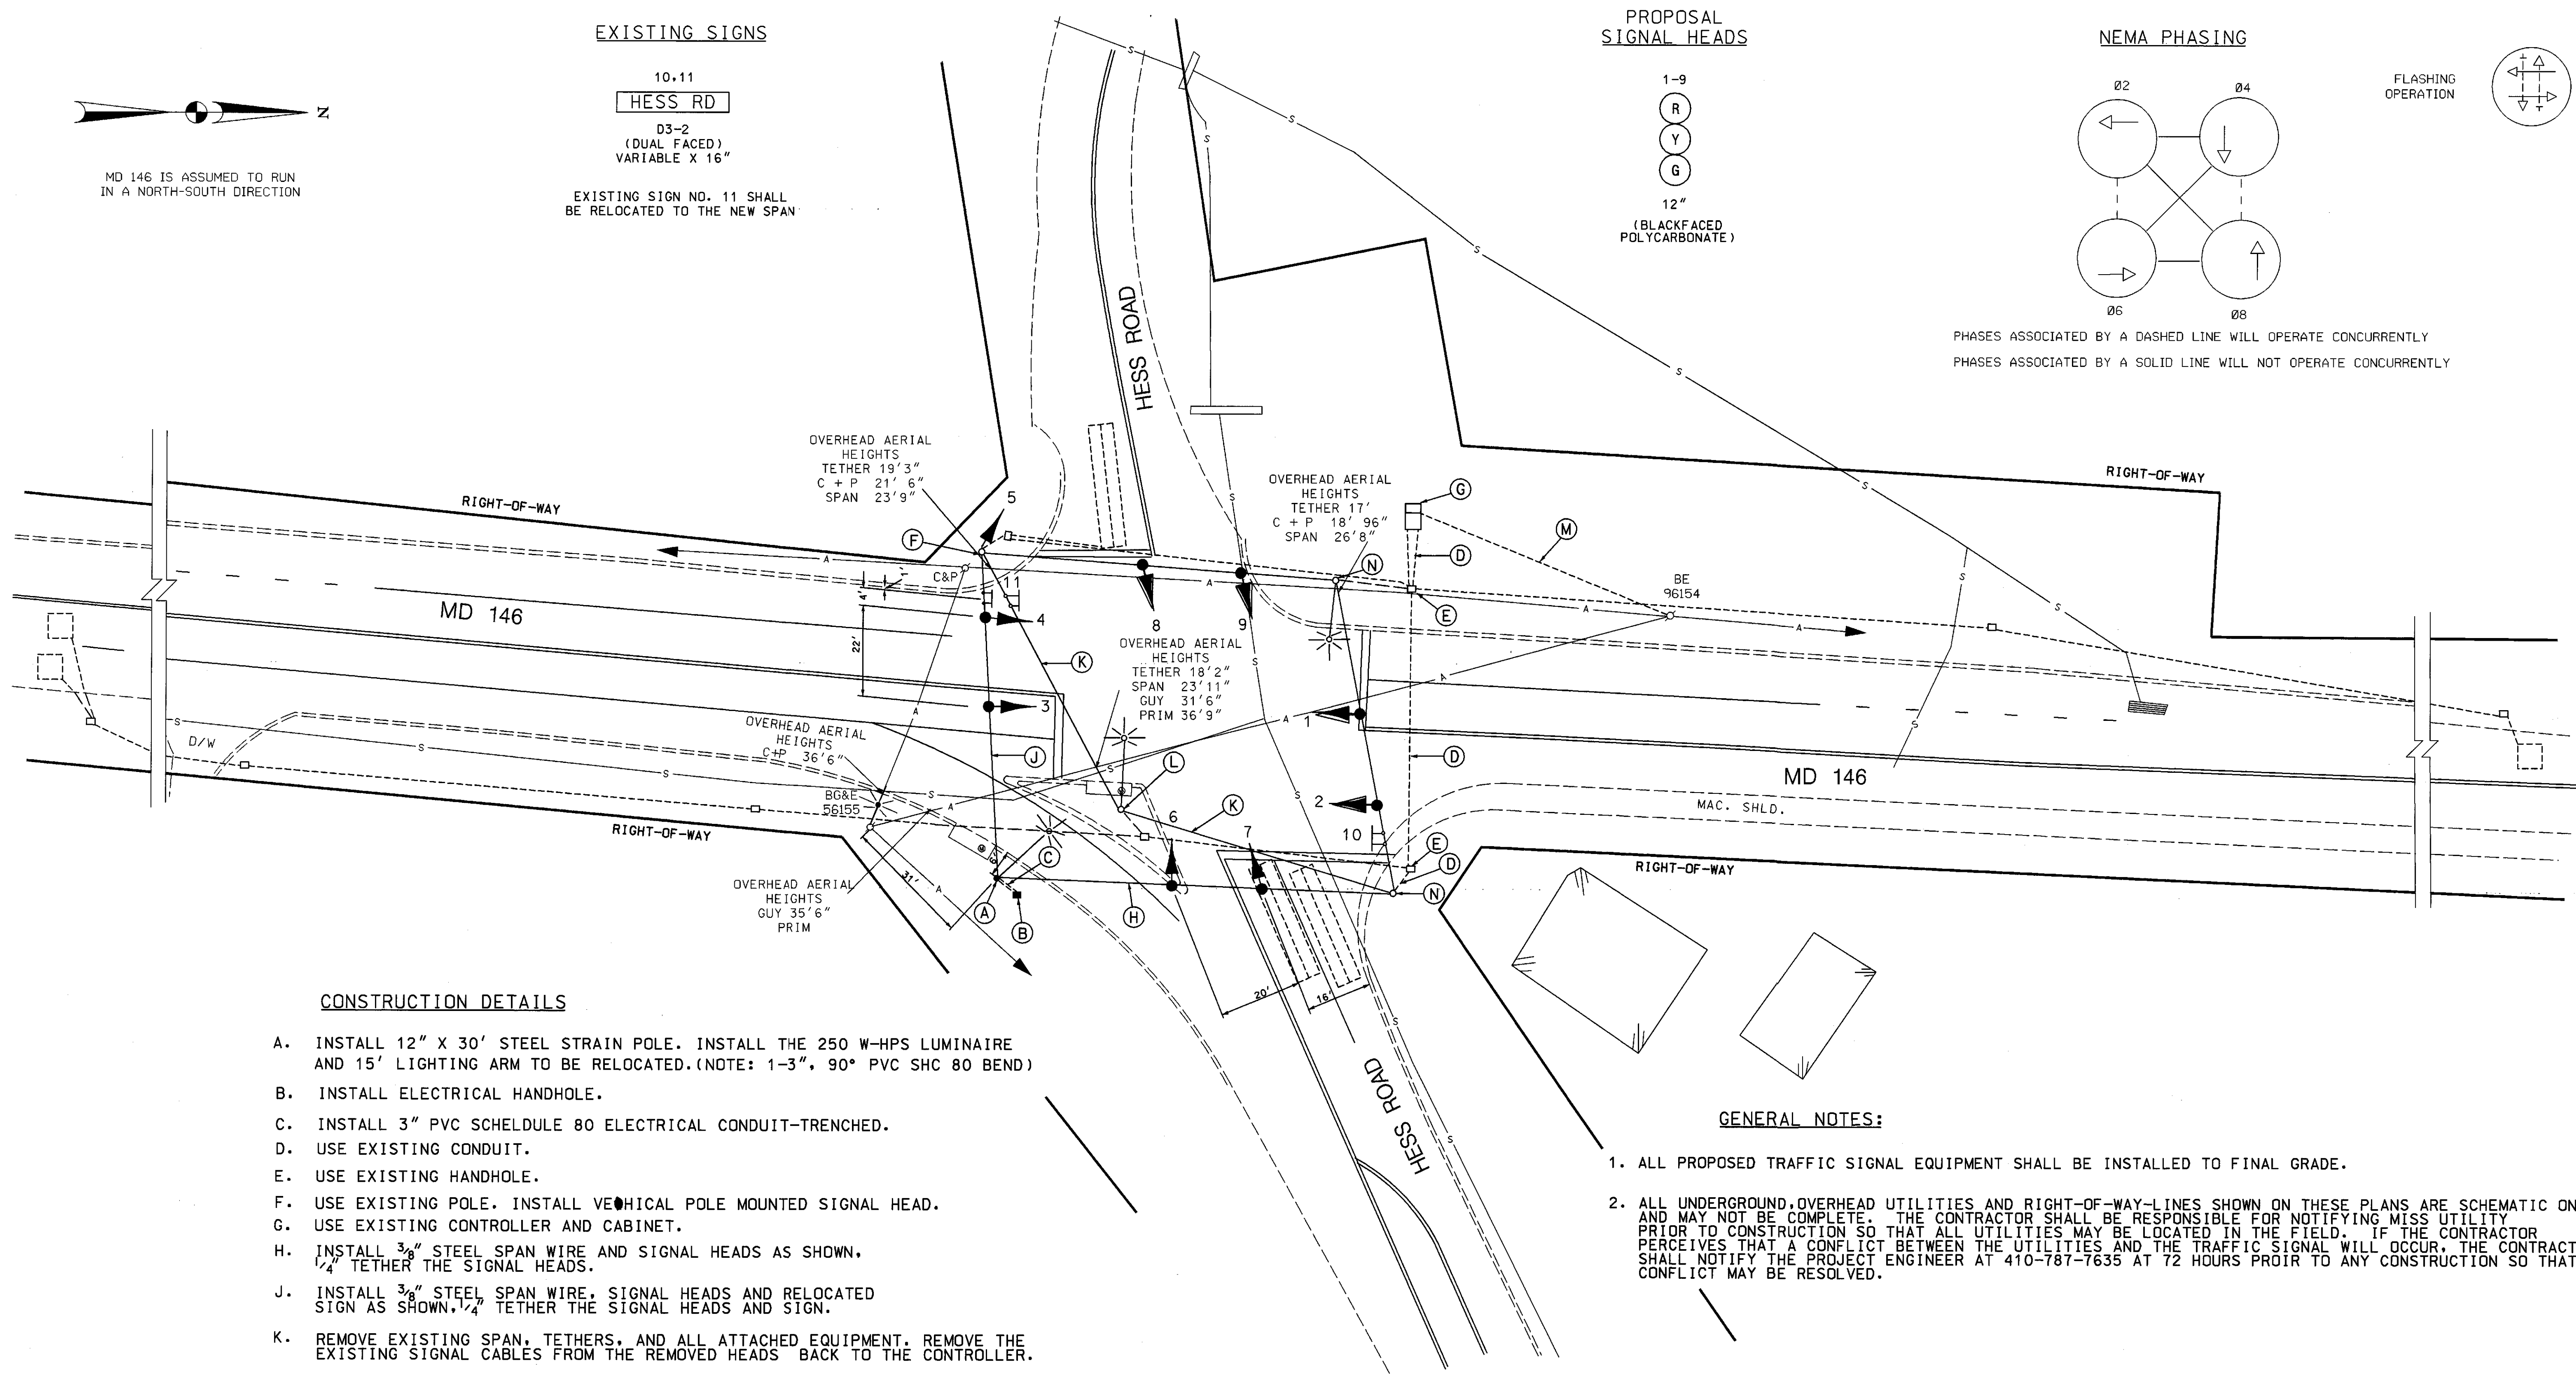 EXISTING SIGNS
10,11
HESS RD
D3-2
(DUAL FACED)
VARIABLE X 16"
EXISTING SIGN NO. 11 SHALL
BE RELOCATED TO THE NEW SPAN
N
MD 146 IS ASSUMED TO RUN
IN A NORTH-SOUTH DIRECTION
PROPOSAL
SIGNAL HEADS
1-9
R
Y
G
12"
(BLACKFACED
POLYCARBONATE)
NEMA PHASING
Ø2
Ø4
Ø6
Ø8
FLASHING
OPERATION
PHASES ASSOCIATED BY A DASHED LINE WILL OPERATE CONCURRENTLY
PHASES ASSOCIATED BY A SOLID LINE WILL NOT OPERATE CONCURRENTLY
HESS ROAD
OVERHEAD AERIAL
HEIGHTS
TETHER 19'3"
C + P 21' 6"
SPAN 23'9"
OVERHEAD AERIAL
HEIGHTS
TETHER 17'
C + P 18' 96"
SPAN 26'8"
RIGHT-OF-WAY
RIGHT-OF-WAY
5
F
G
D
M
N
E
C&P
11
1'
4'
22'
4
8
9
K
BE
96154
MD 146
OVERHEAD AERIAL
HEIGHTS
TETHER 18'2"
SPAN 23'11"
GUY 31'6"
PRIM 36'9"
3
1
J
L
D
D/W
OVERHEAD AERIAL
HEIGHTS
C+P 36'6"
BG&E
56155
MD 146
MAC. SHLD.
2
K
6
7
10
RIGHT-OF-WAY
RIGHT-OF-WAY
C
E
D
N
A
B
H
31'
OVERHEAD AERIAL
HEIGHTS
GUY 35'6"
PRIM
20'
16'
HESS ROAD
CONSTRUCTION DETAILS
A. INSTALL 12" X 30' STEEL STRAIN POLE. INSTALL THE 250 W-HPS LUMINAIRE
AND 15' LIGHTING ARM TO BE RELOCATED.(NOTE: 1-3", 90° PVC SHC 80 BEND)
B. INSTALL ELECTRICAL HANDHOLE.
C. INSTALL 3" PVC SCHELDULE 80 ELECTRICAL CONDUIT-TRENCHED.
D. USE EXISTING CONDUIT.
E. USE EXISTING HANDHOLE.
F. USE EXISTING POLE. INSTALL VEHICAL POLE MOUNTED SIGNAL HEAD.
G. USE EXISTING CONTROLLER AND CABINET.
H. INSTALL 3/8" STEEL SPAN WIRE AND SIGNAL HEADS AS SHOWN,
1/4" TETHER THE SIGNAL HEADS.
J. INSTALL 3/8" STEEL SPAN WIRE, SIGNAL HEADS AND RELOCATED
SIGN AS SHOWN, 1/4" TETHER THE SIGNAL HEADS AND SIGN.
K. REMOVE EXISTING SPAN, TETHERS, AND ALL ATTACHED EQUIPMENT. REMOVE THE
EXISTING SIGNAL CABLES FROM THE REMOVED HEADS BACK TO THE CONTROLLER.
GENERAL NOTES:
1. ALL PROPOSED TRAFFIC SIGNAL EQUIPMENT SHALL BE INSTALLED TO FINAL GRADE.
2. ALL UNDERGROUND,OVERHEAD UTILITIES AND RIGHT-OF-WAY-LINES SHOWN ON THESE PLANS ARE SCHEMATIC ON
AND MAY NOT BE COMPLETE. THE CONTRACTOR SHALL BE RESPONSIBLE FOR NOTIFYING MISS UTILITY
PRIOR TO CONSTRUCTION SO THAT ALL UTILITIES MAY BE LOCATED IN THE FIELD. IF THE CONTRACTOR
PERCEIVES THAT A CONFLICT BETWEEN THE UTILITIES AND THE TRAFFIC SIGNAL WILL OCCUR, THE CONTRACT
SHALL NOTIFY THE PROJECT ENGINEER AT 410-787-7635 AT 72 HOURS PROIR TO ANY CONSTRUCTION SO THAT
CONFLICT MAY BE RESOLVED.